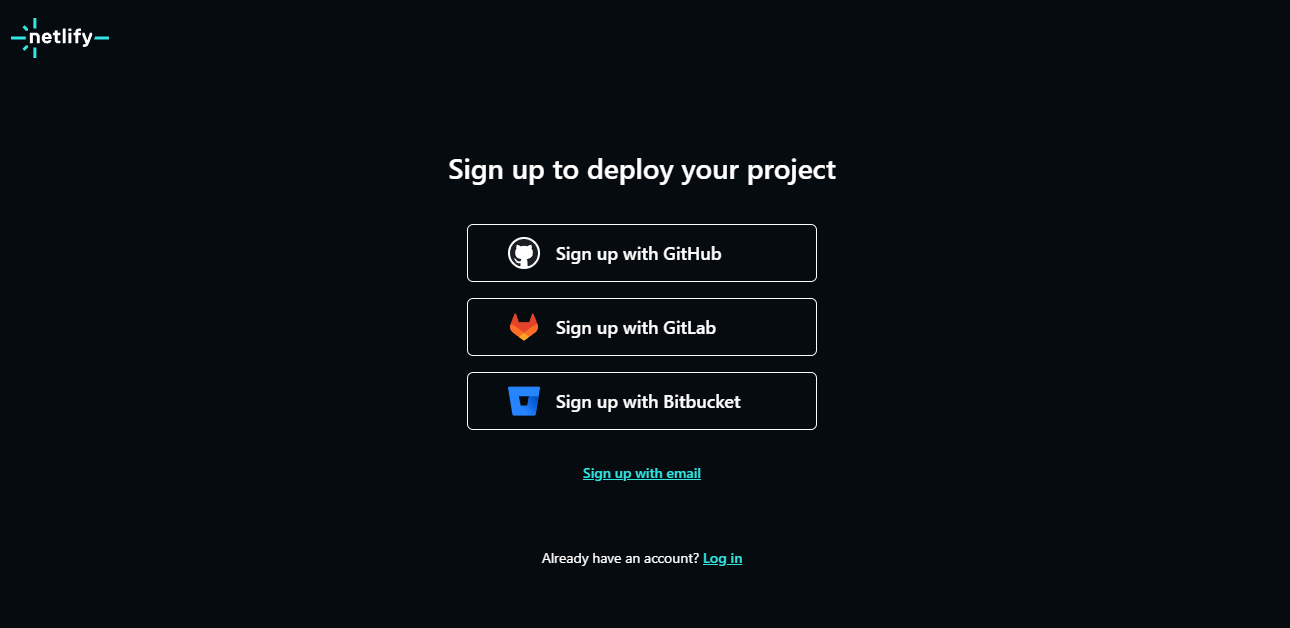 netlify
Sign up to deploy your project
Sign up with GitHub
Sign up with GitLab
Sign up with Bitbucket
Sign up with email
Already have an account? Log in